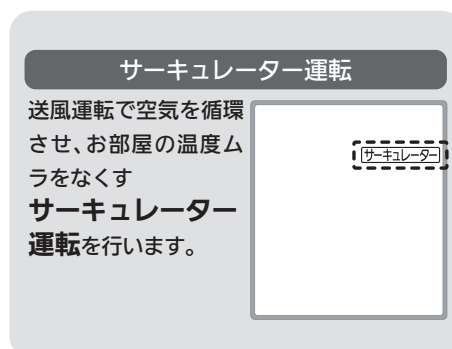 サーキュレーター運転
送風運転で空気を循環
させ、お部屋の温度ム
ラをなくす
サーキュレーター
運転を行います。
サーキュレーター